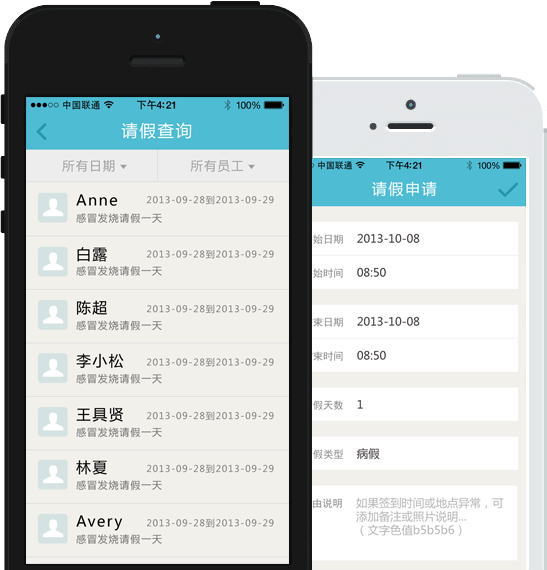 中国联通 下午4:21 100%
请假查询
所有日期 所有员工
Anne 2013-09-28到2013-09-29
感冒发烧请假一天
白露 2013-09-28到2013-09-29
感冒发烧请假一天
陈超 2013-09-28到2013-09-29
感冒发烧请假一天
李小松 2013-09-28到2013-09-29
感冒发烧请假一天
王具贤 2013-09-28到2013-09-29
感冒发烧请假一天
林夏 2013-09-28到2013-09-29
感冒发烧请假一天
Avery 2013-09-28到2013-09-29
感冒发烧请假一天
中国联通 下午4:21 100%
请假申请
始日期 2013-10-08
始时间 08:50
束日期 2013-10-08
束时间 08:50
假天数 1
假类型 病假
由说明 如果签到时间或地点异常，可
添加备注或照片说明...
（文字色值b5b5b6）